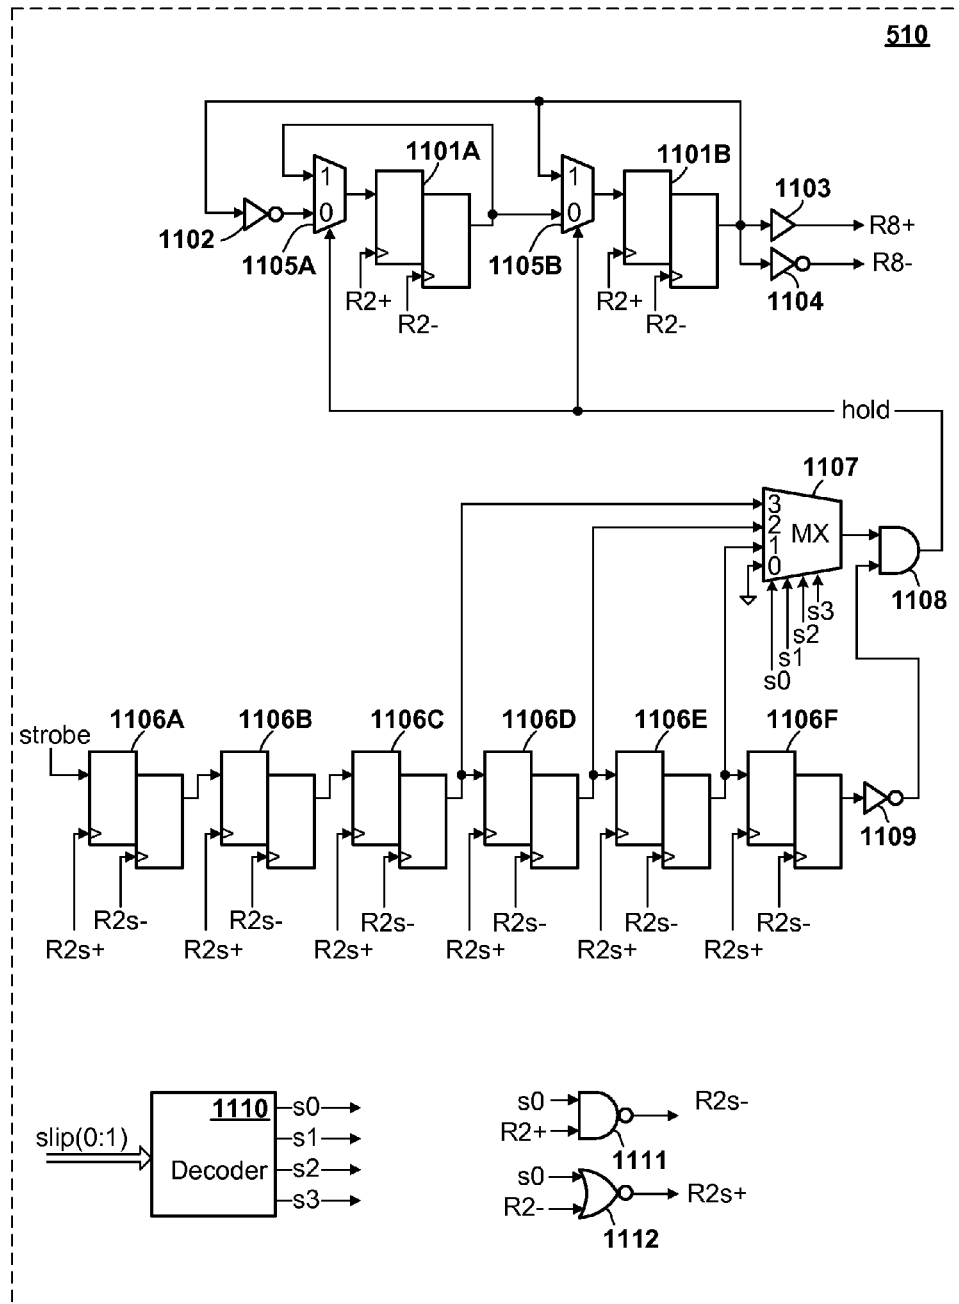 510
1101A
1101B
1103
1
0
1
0
1102
1105A
1105B
R8+
R8-
1104
R2+
R2-
R2+
R2-
hold
1107
3
2
1
0
MX
1108
s3
s2
s1
s0
strobe
1106A
1106B
1106C
1106D
1106E
1106F
1109
R2s-
R2s-
R2s-
R2s-
R2s-
R2s-
R2s+
R2s+
R2s+
R2s+
R2s+
R2s+
slip(0:1)
1110
Decoder
s0
s1
s2
s3
s0
R2+
R2s-
1111
s0
R2-
R2s+
1112